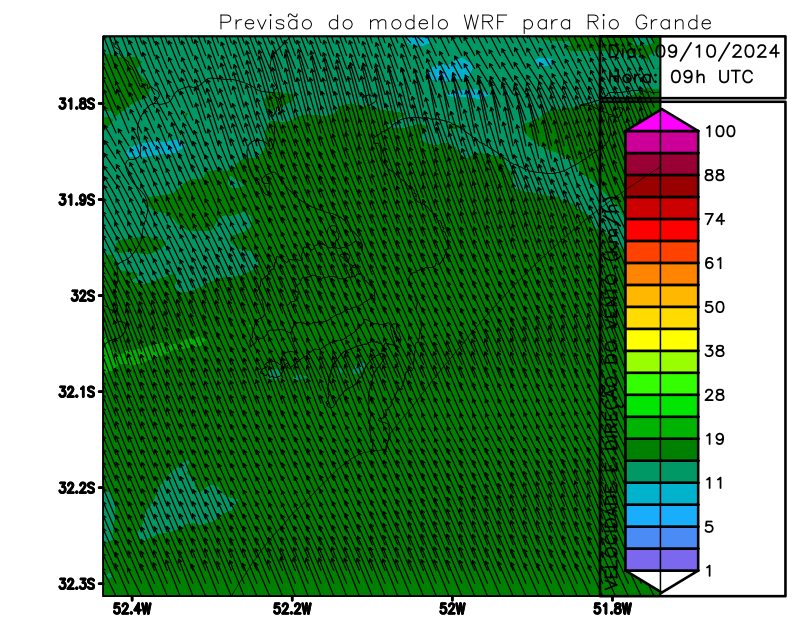 Previsão do modelo WRF para Rio Grande
Dia: 09/10/2024
Hora: 09h UTC
31.8S
31.9S
32S
32.1S
32.2S
32.3S
52.4W
52.2W
52W
51.8W
VELOCIDADE E DIREÇÃO DO VENTO (km/h)
100
88
74
61
50
38
28
19
11
5
1